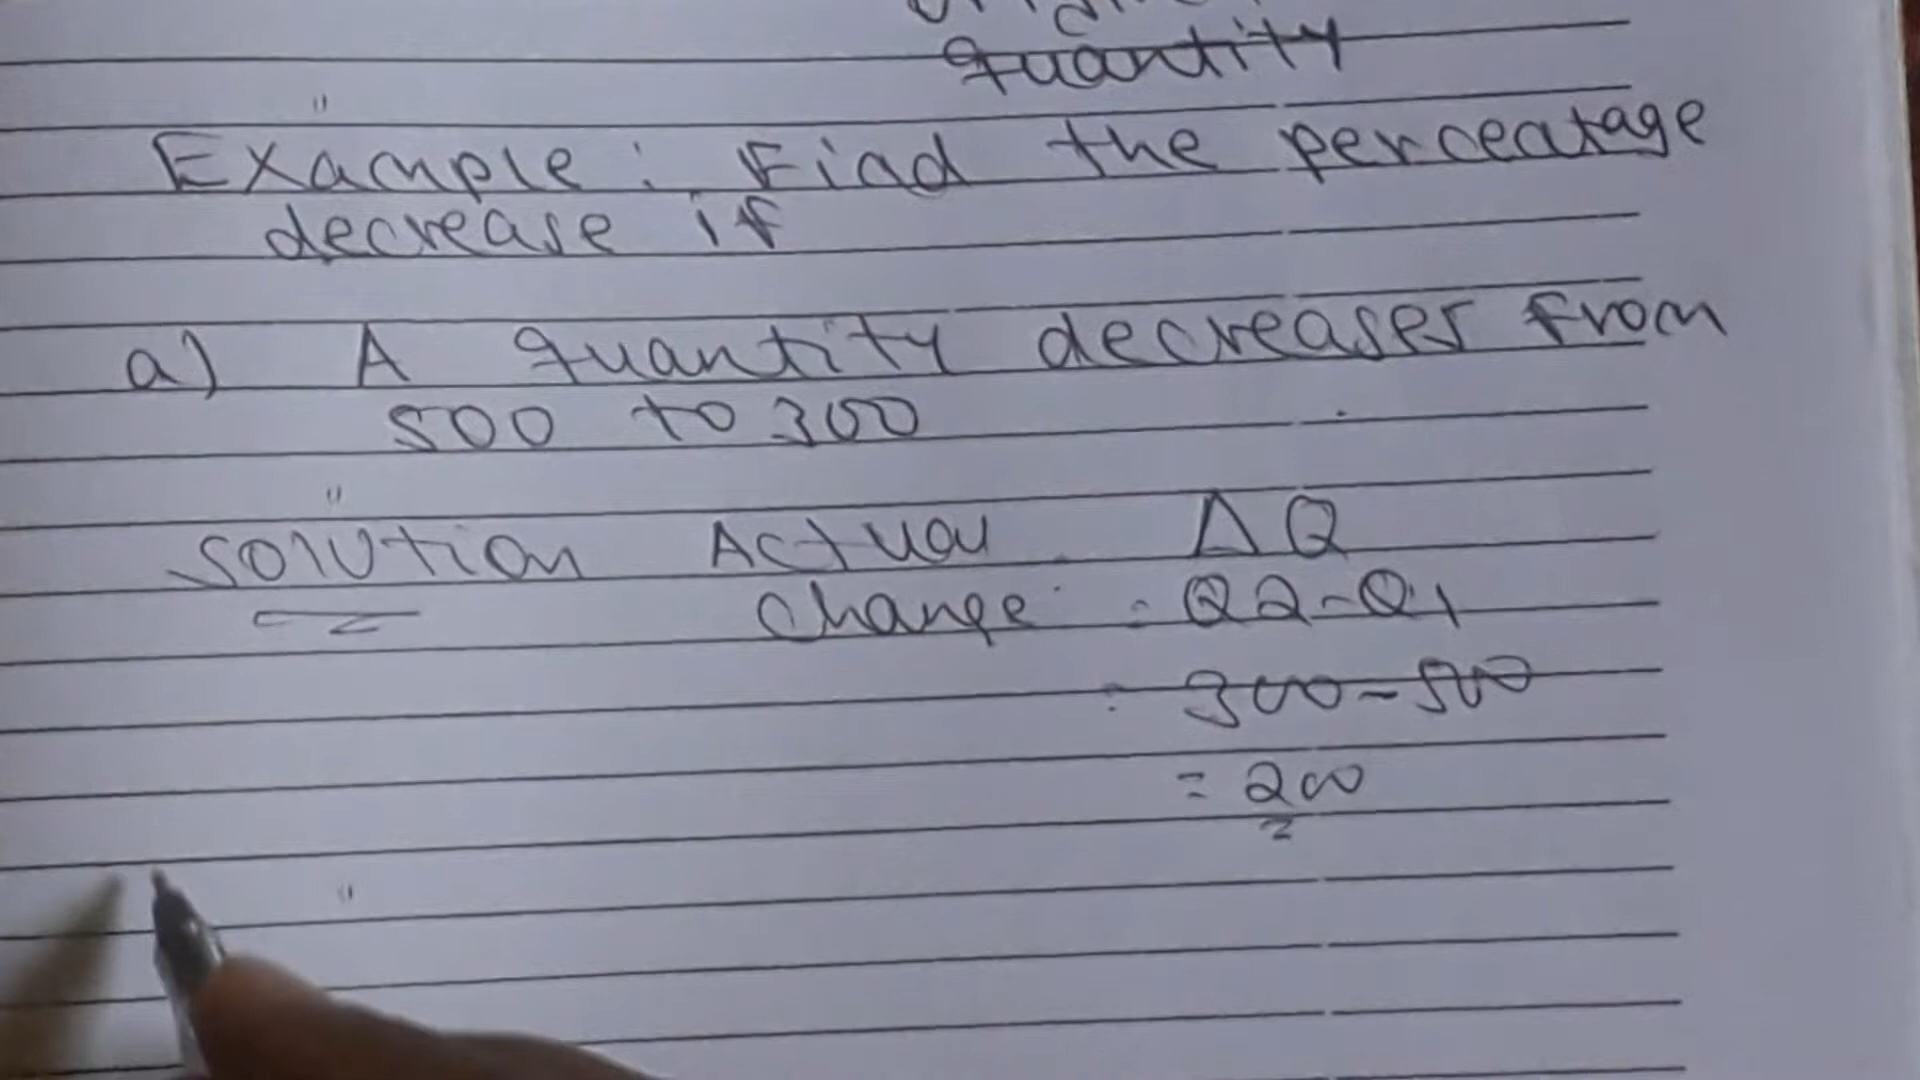 quantity
Example: Find the percentage
decrease if
a) A quantity decreases from
500 to 300
Solution Actual ΔQ
Change = Q2-Q1
= 300-500
= 200